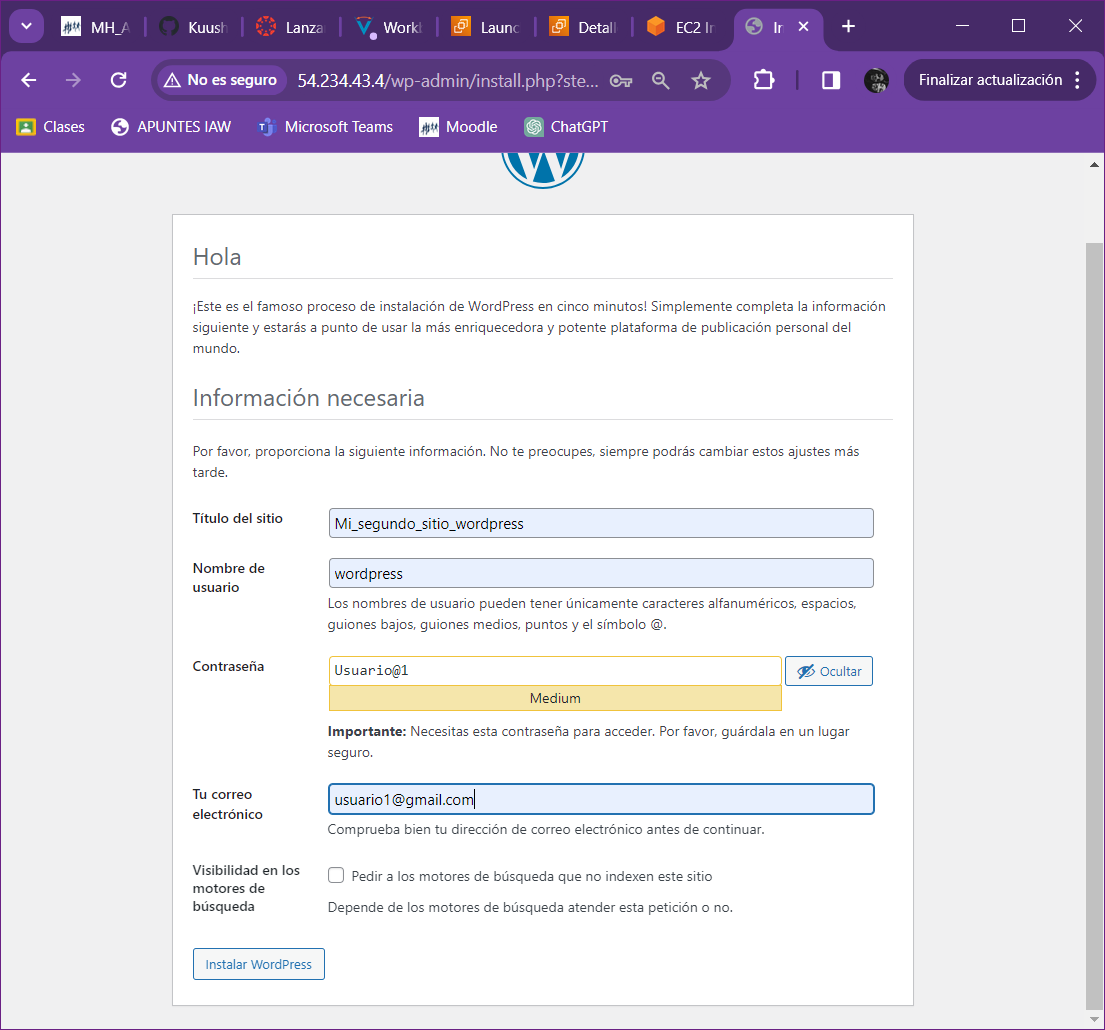 MH_A
Kuush
Lanza
Work
Launc
Detall
EC2 In
In
No es seguro
54.234.43.4/wp-admin/install.php?ste...
Finalizar actualización
Clases
APUNTES IAW
Microsoft Teams
Moodle
ChatGPT
Hola
¡Este es el famoso proceso de instalación de WordPress en cinco minutos! Simplemente completa la información
siguiente y estarás a punto de usar la más enriquecedora y potente plataforma de publicación personal del
mundo.
Información necesaria
Por favor, proporciona la siguiente información. No te preocupes, siempre podrás cambiar estos ajustes más
tarde.
Título del sitio
Mi_segundo_sitio_wordpress
Nombre de
usuario
wordpress
Los nombres de usuario pueden tener únicamente caracteres alfanuméricos, espacios,
guiones bajos, guiones medios, puntos y el símbolo @.
Contraseña
Usuario@1
Ocultar
Medium
Importante: Necesitas esta contraseña para acceder. Por favor, guárdala en un lugar
seguro.
Tu correo
electrónico
usuario1@gmail.com
Comprueba bien tu dirección de correo electrónico antes de continuar.
Visibilidad en los
motores de
búsqueda
Pedir a los motores de búsqueda que no indexen este sitio
Depende de los motores de búsqueda atender esta petición o no.
Instalar WordPress